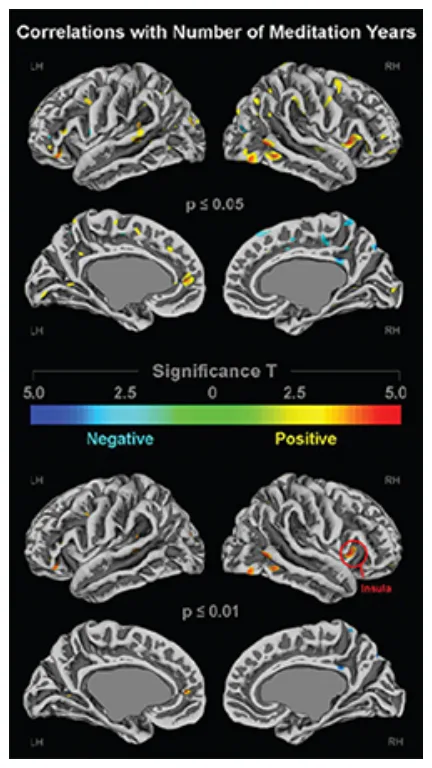 Correlations with Number of Meditation Years
LH RH
p ≤ 0.05
LH RH
Significance T
5.0 2.5 0 2.5 5.0
Negative Positive
LH RH
Insula
p ≤ 0.01
LH RH